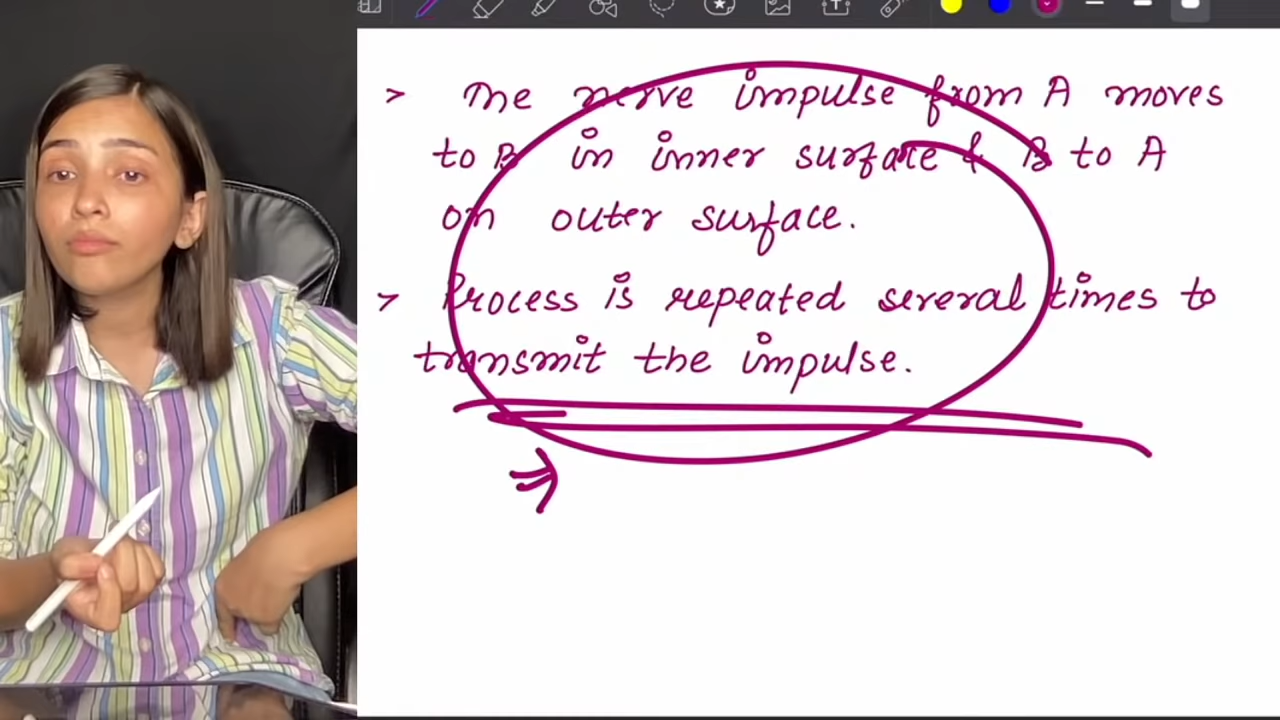 > The nerve impulse from A moves
to B in inner surface & B to A
on outer surface.
> Process is repeated several times to
transmit the impulse.